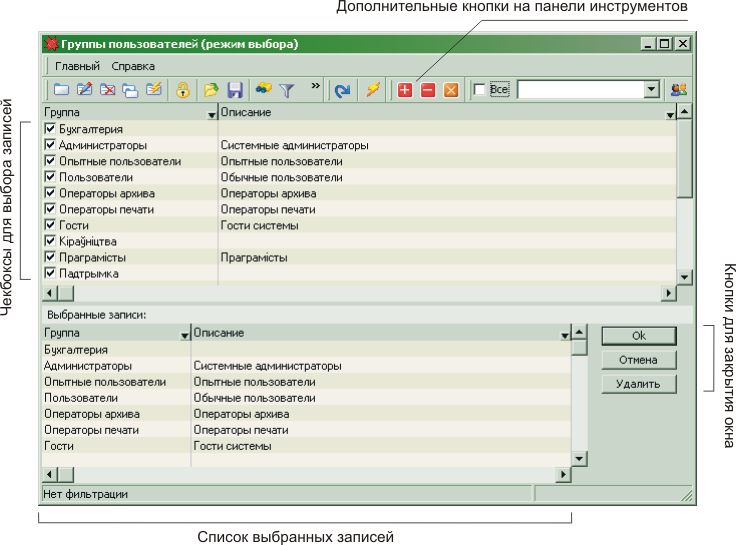 Дополнительные кнопки на панели инструментов
Группы пользователей (режим выбора)
Главный Справка
Все
Группа Описание
Бухгалтерия
Администраторы Системные администраторы
Опытные пользователи Опытные пользователи
Пользователи Обычные пользователи
Операторы архива Операторы архива
Операторы печати Операторы печати
Гости Гости системы
Кіраўніцтва
Праграмісты Праграмісты
Падтрымка
Чекбоксы для выбора записей
Выбранные записи:
Группа Описание
Бухгалтерия
Администраторы Системные администраторы
Опытные пользователи Опытные пользователи
Пользователи Обычные пользователи
Операторы архива Операторы архива
Операторы печати Операторы печати
Гости Гости системы
Ok
Отмена
Удалить
Кнопки для закрытия окна
Нет фильтрации
Список выбранных записей